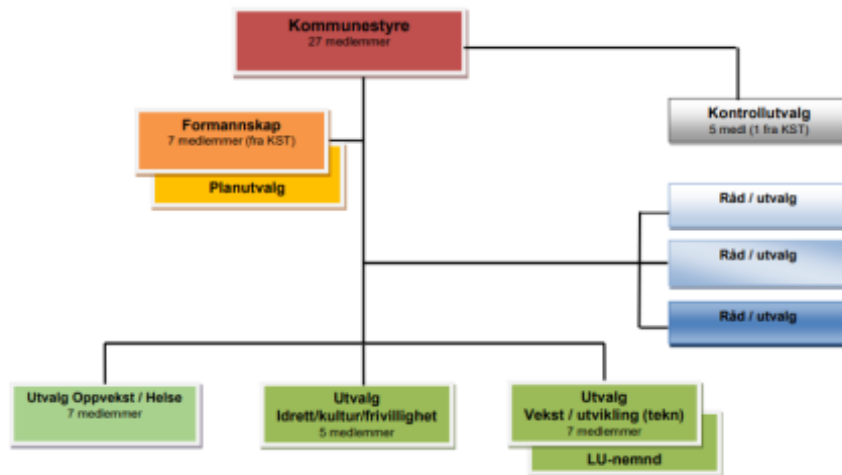 Kommunestyre
27 medlemmer
Formannskap
7 medlemmer (fra KST)
Planutvalg
Kontrollutvalg
5 medl (1 fra KST)
Råd / utvalg
Råd / utvalg
Råd / utvalg
Utvalg Oppvekst / Helse
7 medlemmer
Utvalg
Idrett/kultur/frivillighet
5 medlemmer
Utvalg
Vekst / utvikling (tekn)
7 medlemmer
LU-nemnd